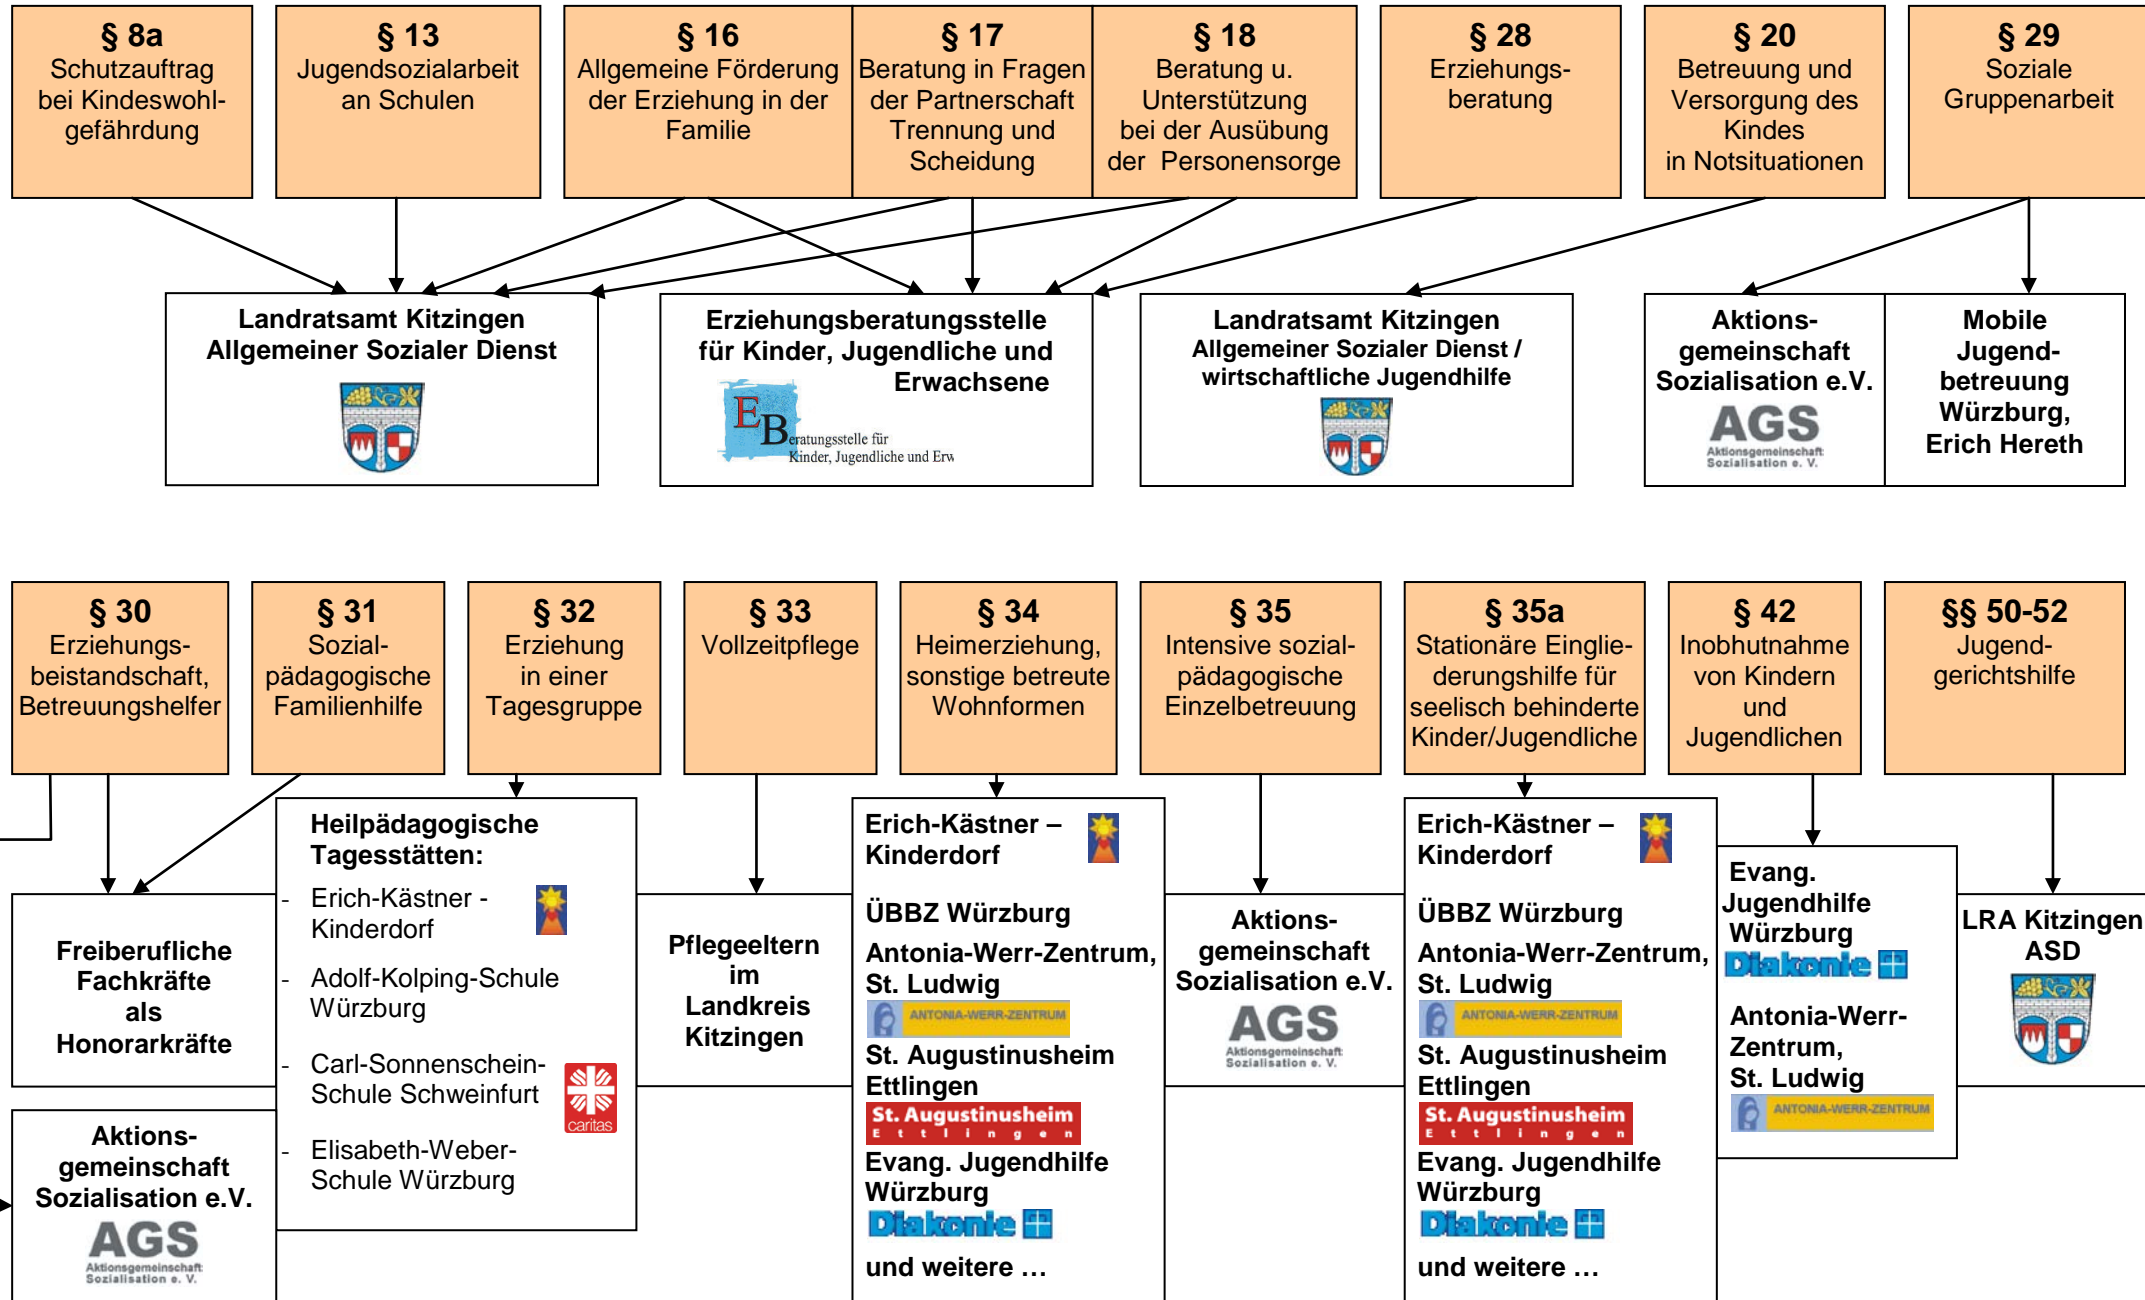 § 8a
Schutzauftrag
bei Kindeswohl-
gefährdung
§ 13
Jugendsozialarbeit
an Schulen
§ 16
Allgemeine Förderung
der Erziehung in der
Familie
§ 17
Beratung in Fragen
der Partnerschaft
Trennung und
Scheidung
§ 18
Beratung u.
Unterstützung
bei der Ausübung
der Personensorge
§ 28
Erziehungs-
beratung
§ 20
Betreuung und
Versorgung des
Kindes
in Notsituationen
§ 29
Soziale
Gruppenarbeit
Landratsamt Kitzingen
Allgemeiner Sozialer Dienst
Erziehungsberatungsstelle
für Kinder, Jugendliche und
Erwachsene
EBeratungsstelle für
Kinder, Jugendliche und Erw
Landratsamt Kitzingen
Allgemeiner Sozialer Dienst /
wirtschaftliche Jugendhilfe
Aktions-
gemeinschaft
Sozialisation e.V.
AGS
Aktionsgemeinschaft
Sozialisation e. V.
Mobile
Jugend-
betreuung
Würzburg,
Erich Hereth
§ 30
Erziehungs-
beistandschaft,
Betreuungshelfer
§ 31
Sozial-
pädagogische
Familienhilfe
§ 32
Erziehung
in einer
Tagesgruppe
§ 33
Vollzeitpflege
§ 34
Heimerziehung,
sonstige betreute
Wohnformen
§ 35
Intensive sozial-
pädagogische
Einzelbetreuung
§ 35a
Stationäre Einglie-
derungshilfe für
seelisch behinderte
Kinder/Jugendliche
§ 42
Inobhutnahme
von Kindern
und
Jugendlichen
§§ 50-52
Jugend-
gerichtshilfe
Freiberufliche
Fachkräfte
als
Honorarkräfte
Aktions-
gemeinschaft
Sozialisation e.V.
AGS
Aktionsgemeinschaft
Sozialisation e. V.
Heilpädagogische
Tagesstätten:
- Erich-Kästner -
Kinderdorf
- Adolf-Kolping-Schule
Würzburg
- Carl-Sonnenschein-
Schule Schweinfurt
caritas
- Elisabeth-Weber-
Schule Würzburg
Pflegeeltern
im
Landkreis
Kitzingen
Erich-Kästner –
Kinderdorf
ÜBBZ Würzburg
Antonia-Werr-Zentrum,
St. Ludwig
ANTONIA-WERR-ZENTRUM
St. Augustinusheim
Ettlingen
St. Augustinusheim
Ettlingen
Evang. Jugendhilfe
Würzburg
Diakonie
und weitere …
Aktions-
gemeinschaft
Sozialisation e.V.
AGS
Aktionsgemeinschaft
Sozialisation e. V.
Erich-Kästner –
Kinderdorf
ÜBBZ Würzburg
Antonia-Werr-Zentrum,
St. Ludwig
ANTONIA-WERR-ZENTRUM
St. Augustinusheim
Ettlingen
St. Augustinusheim
Ettlingen
Evang. Jugendhilfe
Würzburg
Diakonie
und weitere …
Evang.
Jugendhilfe
Würzburg
Diakonie
Antonia-Werr-
Zentrum,
St. Ludwig
ANTONIA-WERR-ZENTRUM
LRA Kitzingen
ASD